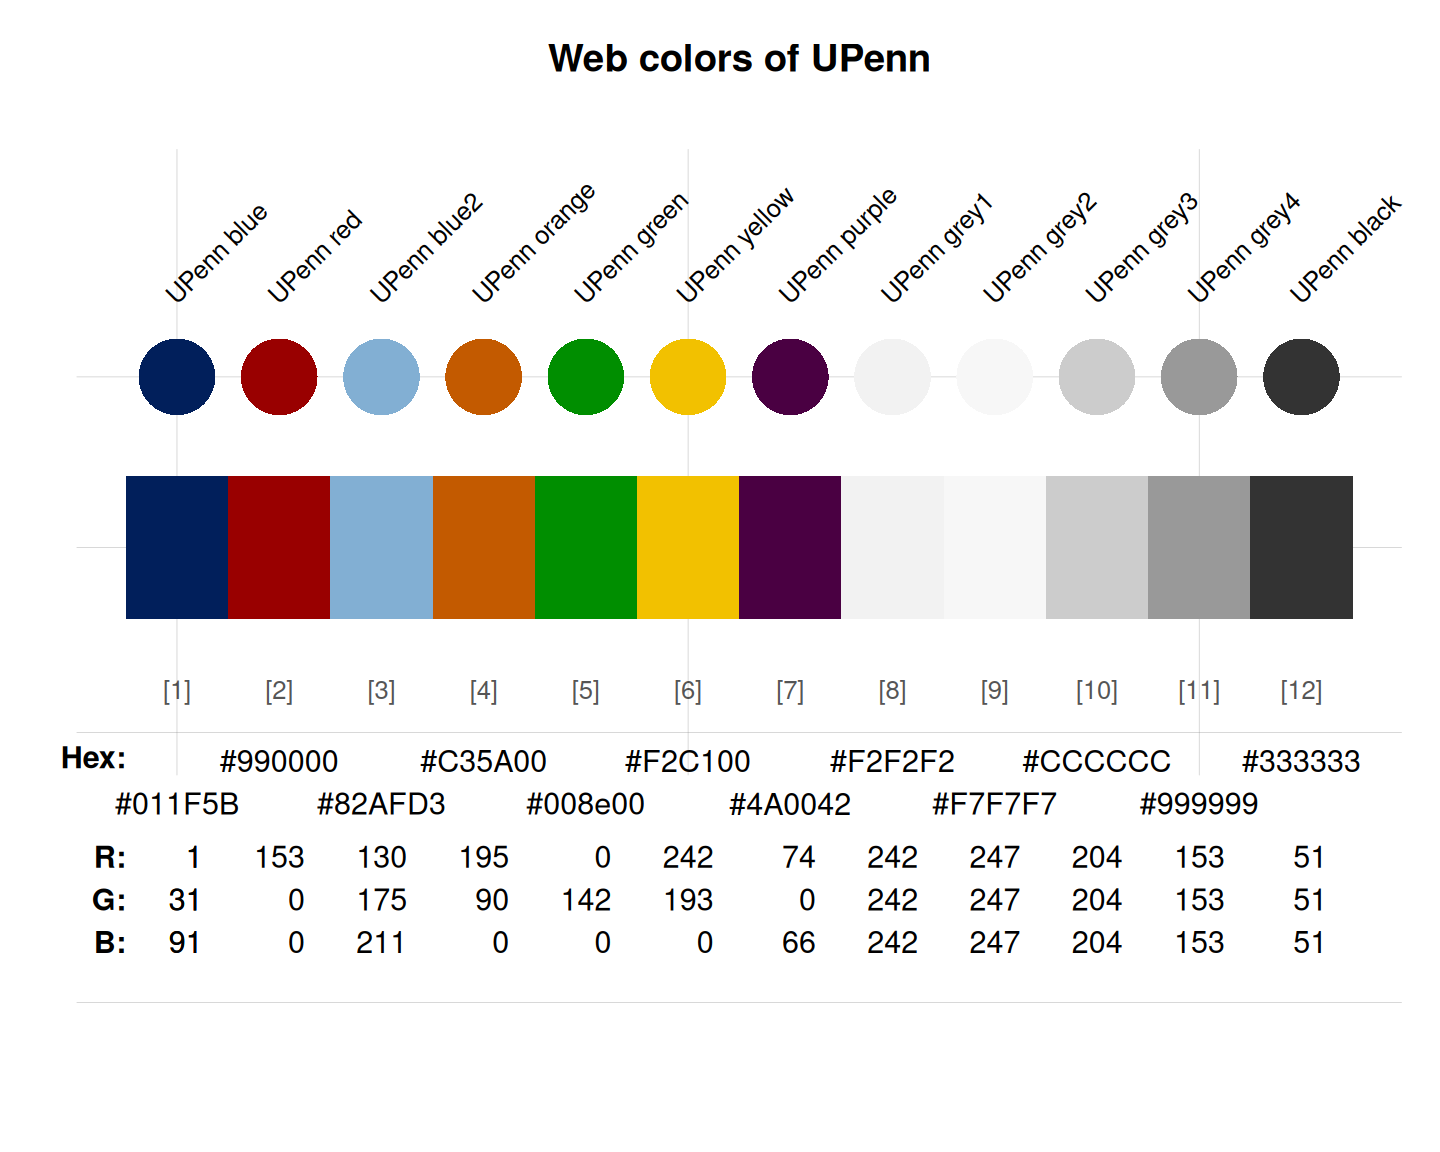 Web colors of UPenn
UPenn blue
UPenn red
UPenn blue2
UPenn orange
UPenn green
UPenn yellow
UPenn purple
UPenn grey1
UPenn grey2
UPenn grey3
UPenn grey4
UPenn black
[1] [2] [3] [4] [5] [6] [7] [8] [9] [10] [11] [12]
Hex: #990000 #C35A00 #F2C100 #F2F2F2 #CCCCCC #333333
#011F5B #82AFD3 #008e00 #4A0042 #F7F7F7 #999999
R: 1 153 130 195 0 242 74 242 247 204 153 51
G: 31 0 175 90 142 193 0 242 247 204 153 51
B: 91 0 211 0 0 0 66 242 247 204 153 51